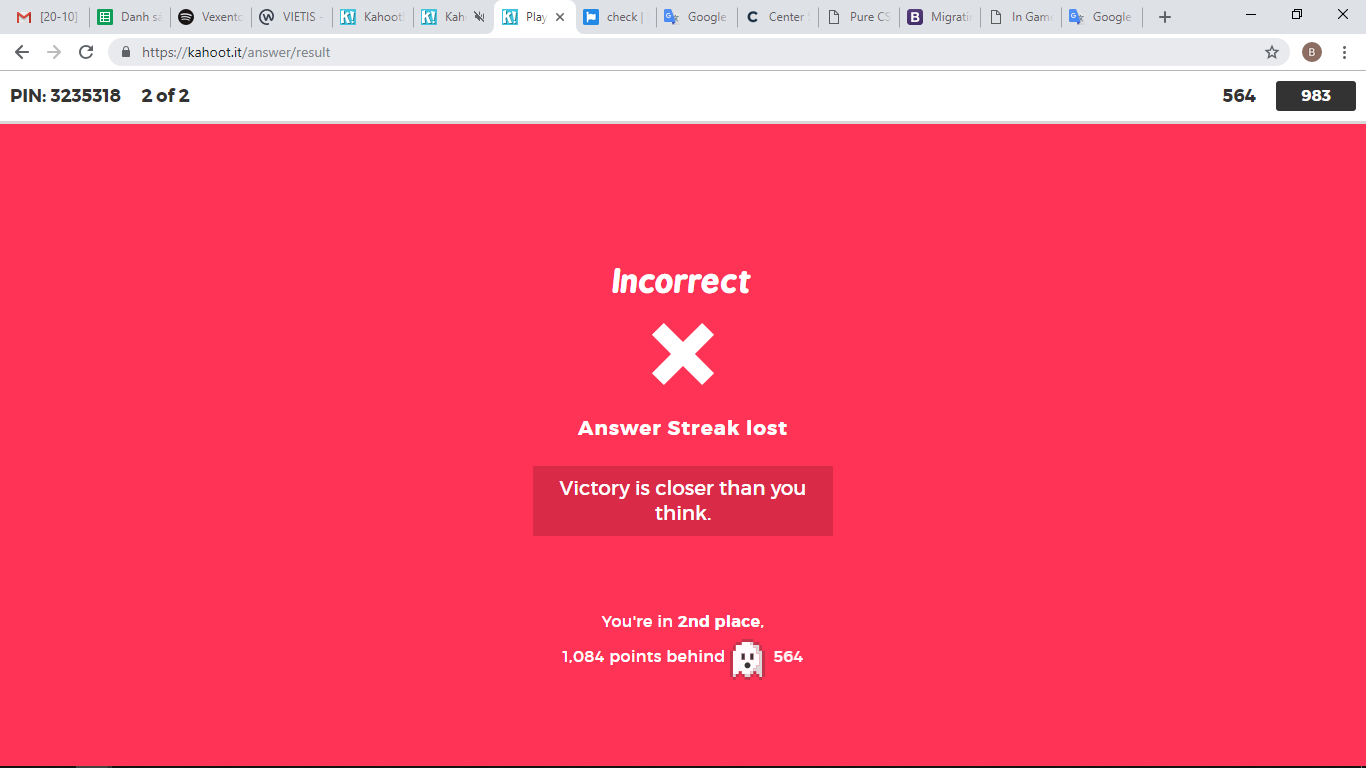 [20-10]
Danh sá
Vexento
VIETIS -
Kahoot!
Kah
Play
check |
Google
Center
Pure CS
Migratin
In Game
Google
https://kahoot.it/answer/result
B
PIN: 3235318 2 of 2 564 983
Incorrect
Answer Streak lost
Victory is closer than you
think.
You're in 2nd place,
1,084 points behind 564